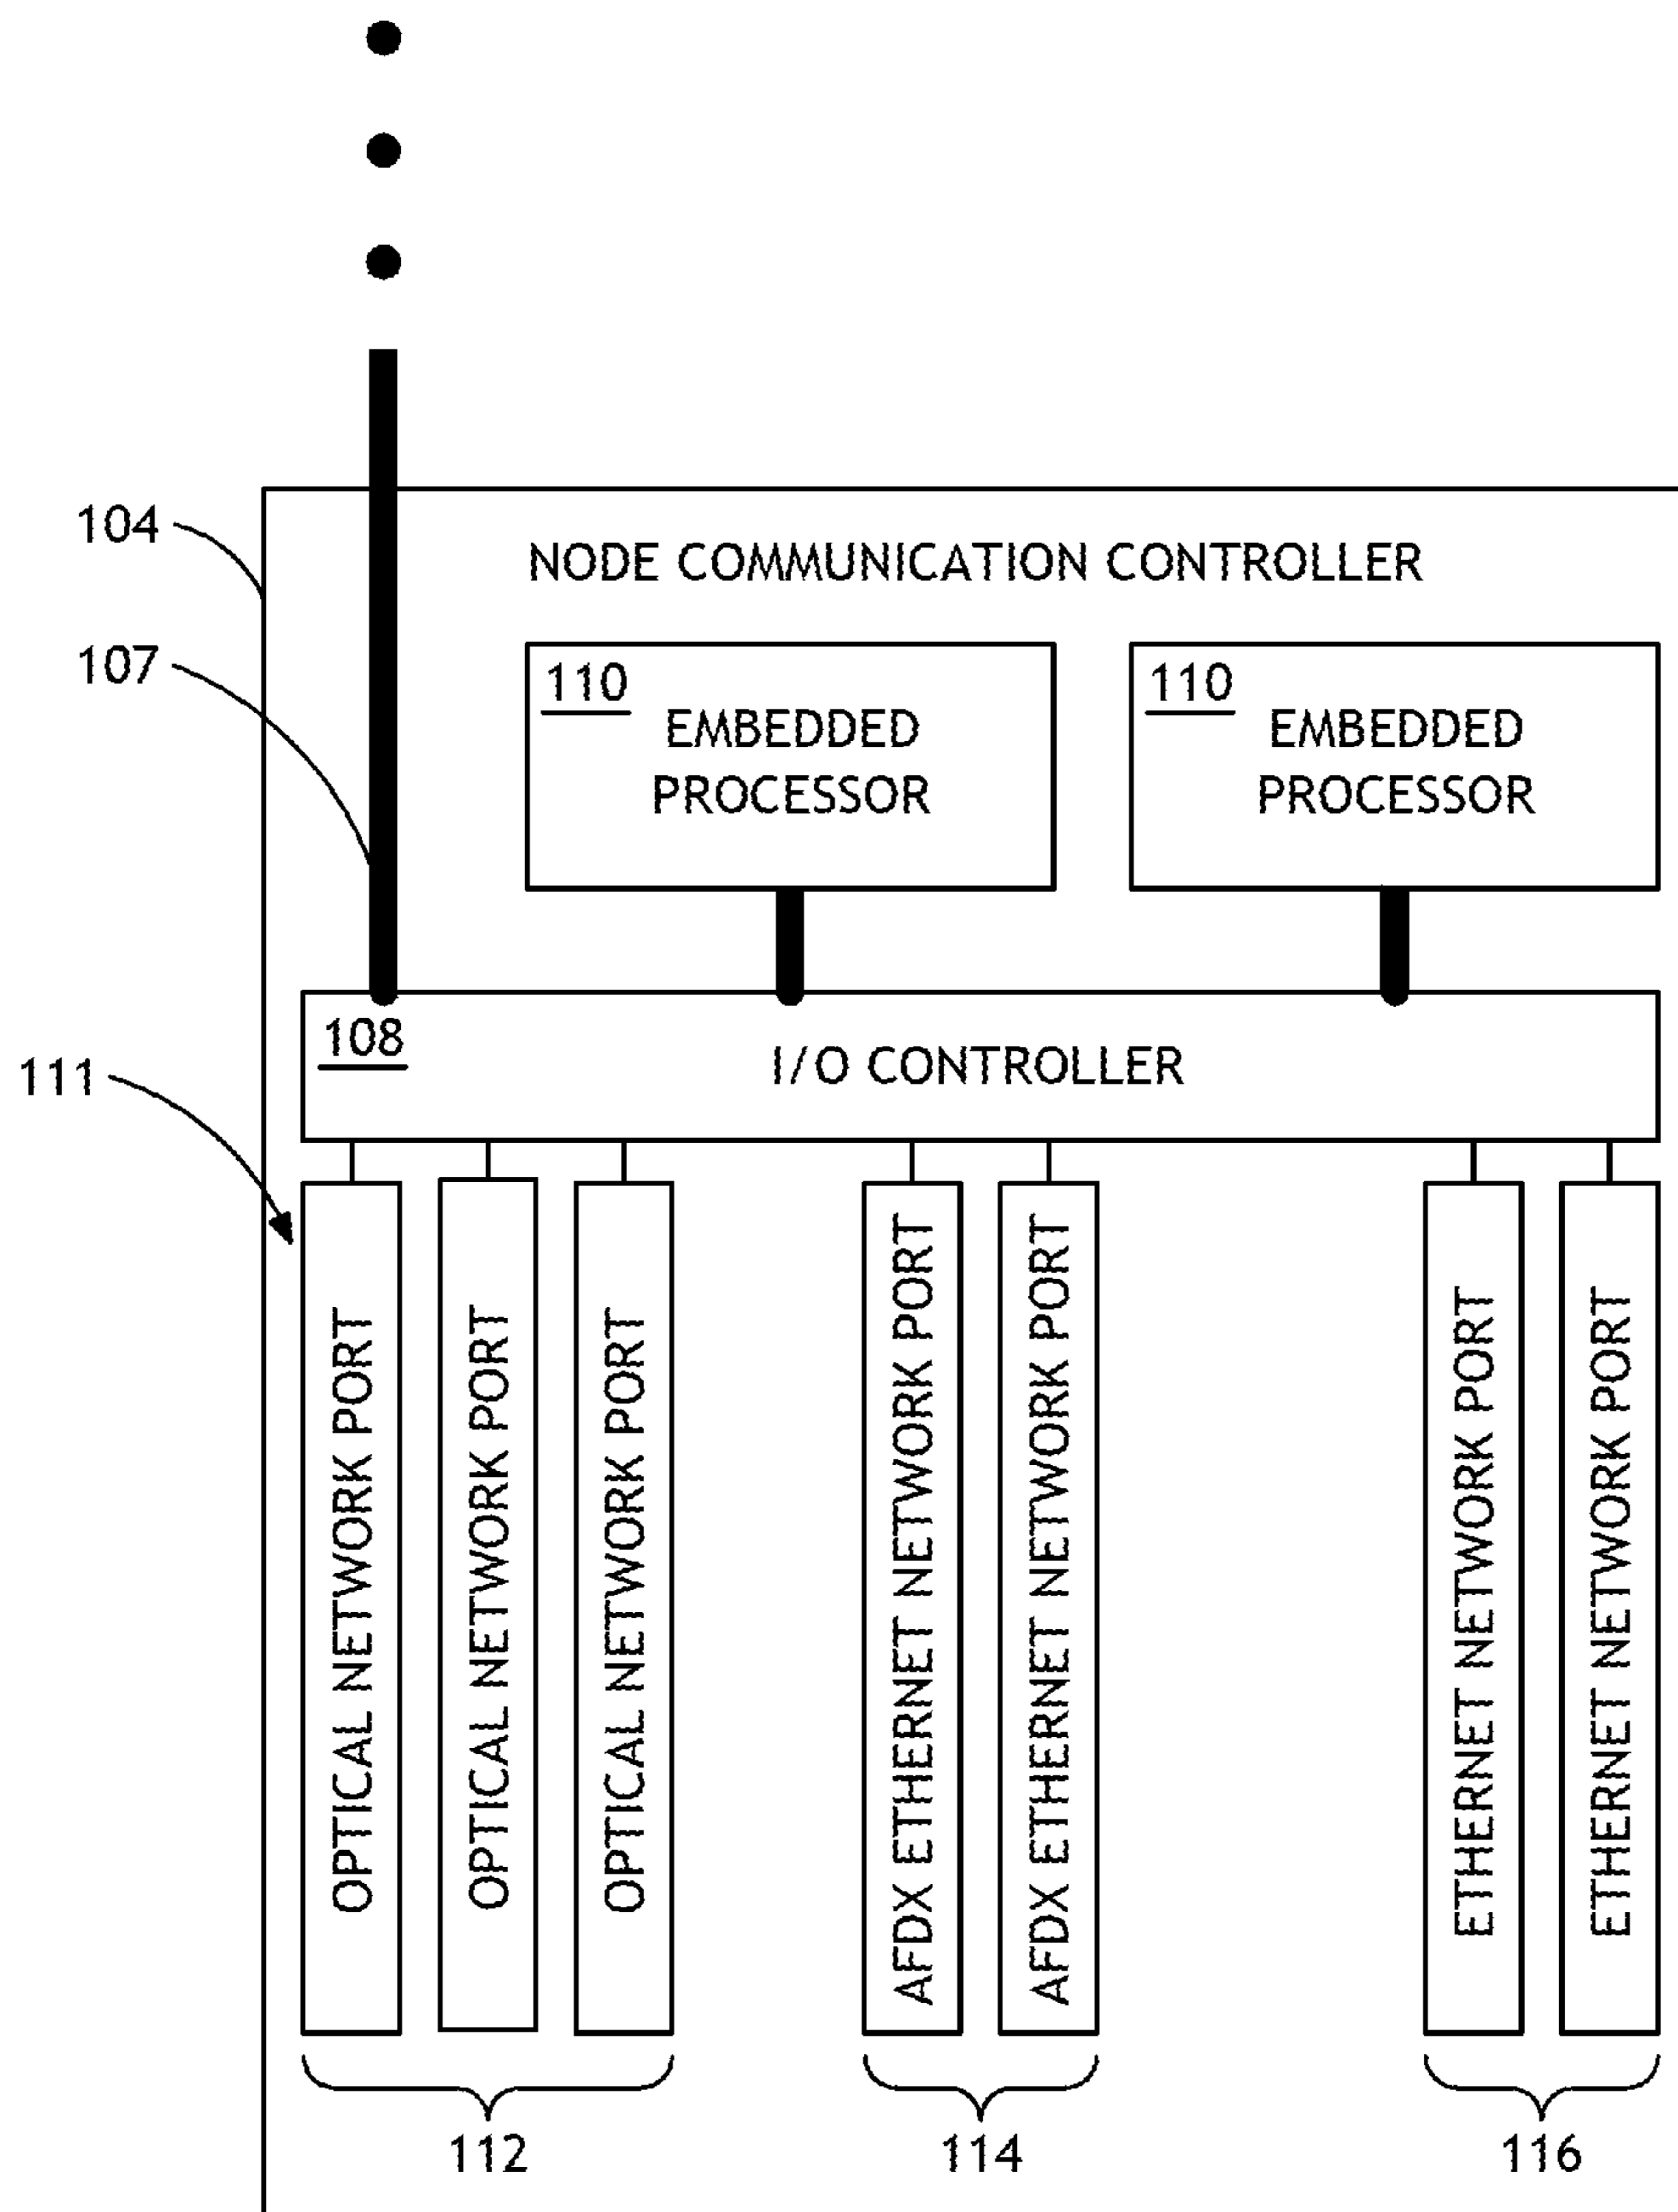 104
NODE COMMUNICATION CONTROLLER
107
110
EMBEDDED
PROCESSOR
110
EMBEDDED
PROCESSOR
108
I/O CONTROLLER
111
OPTICAL NETWORK PORT
OPTICAL NETWORK PORT
OPTICAL NETWORK PORT
AFDX ETHERNET NETWORK PORT
AFDX ETHERNET NETWORK PORT
ETHERNET NETWORK PORT
ETHERNET NETWORK PORT
112
114
116